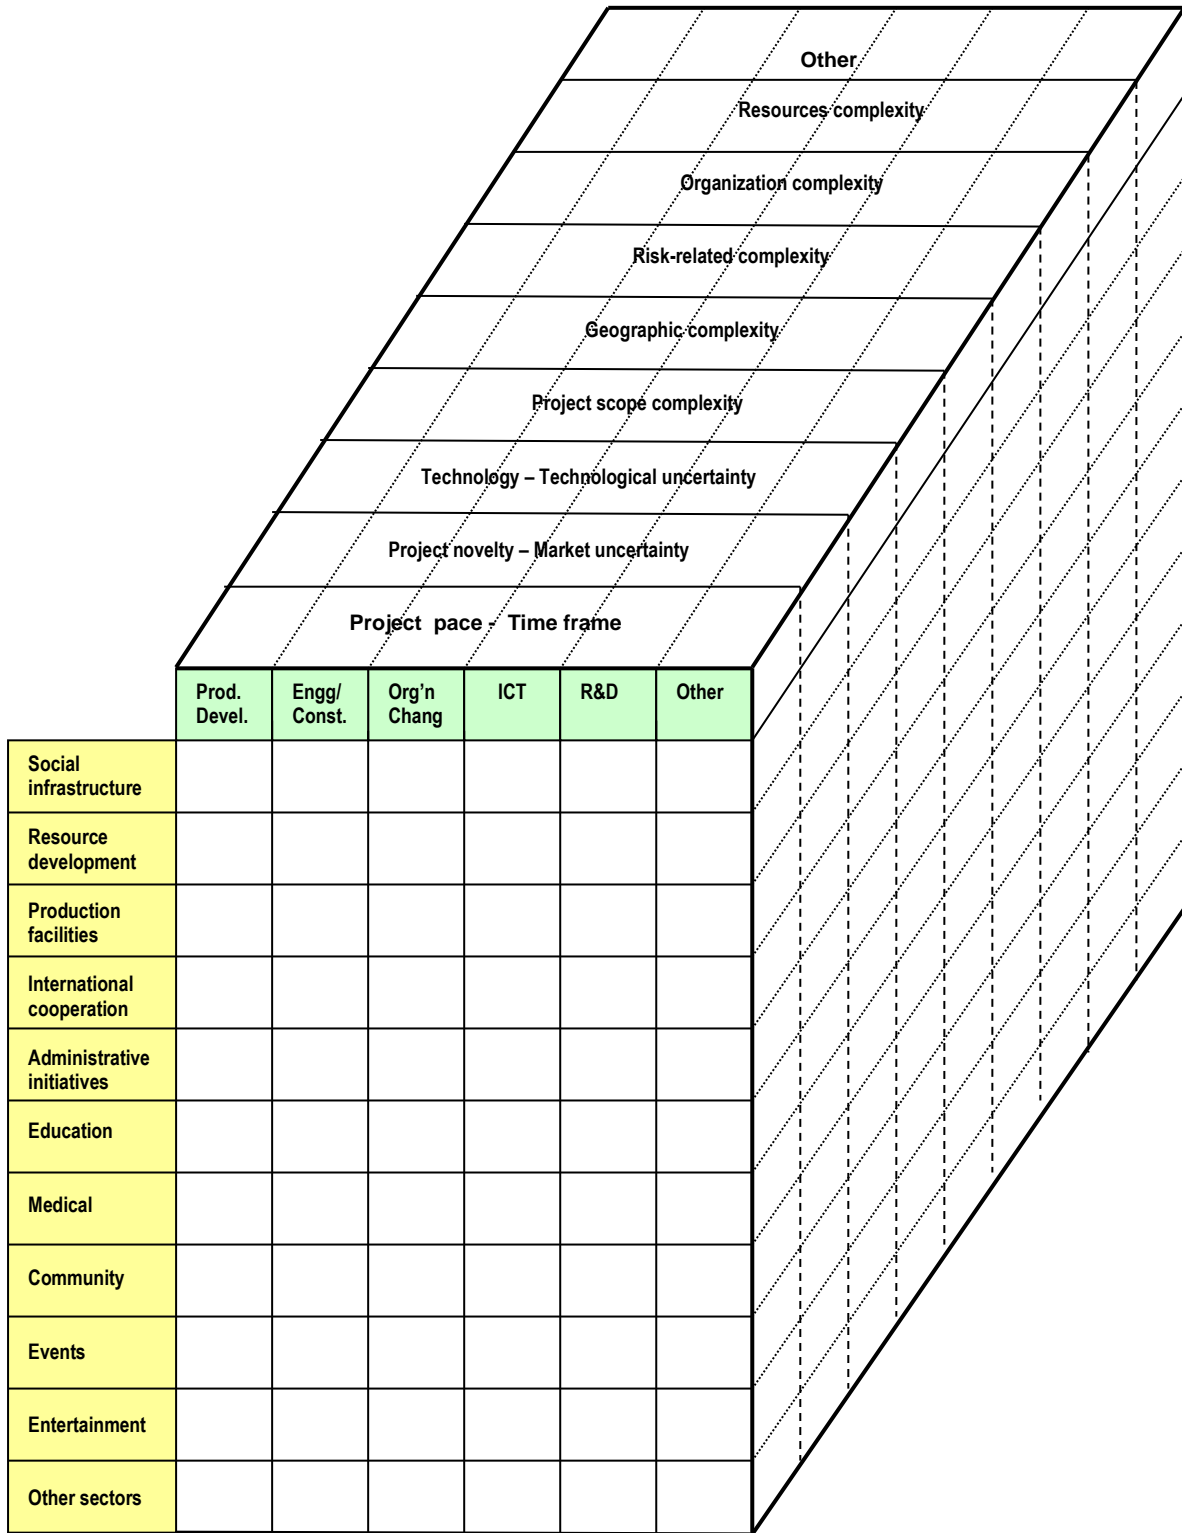 Other
Resources complexity
Organization complexity
Risk-related complexity
Geographic complexity
Project scope complexity
Technology – Technological uncertainty
Project novelty – Market uncertainty
Project pace - Time frame
Prod.
Devel.
Engg/
Const.
Org'n
Chang
ICT
R&D
Other
Social
infrastructure
Resource
development
Production
facilities
International
cooperation
Administrative
initiatives
Education
Medical
Community
Events
Entertainment
Other sectors